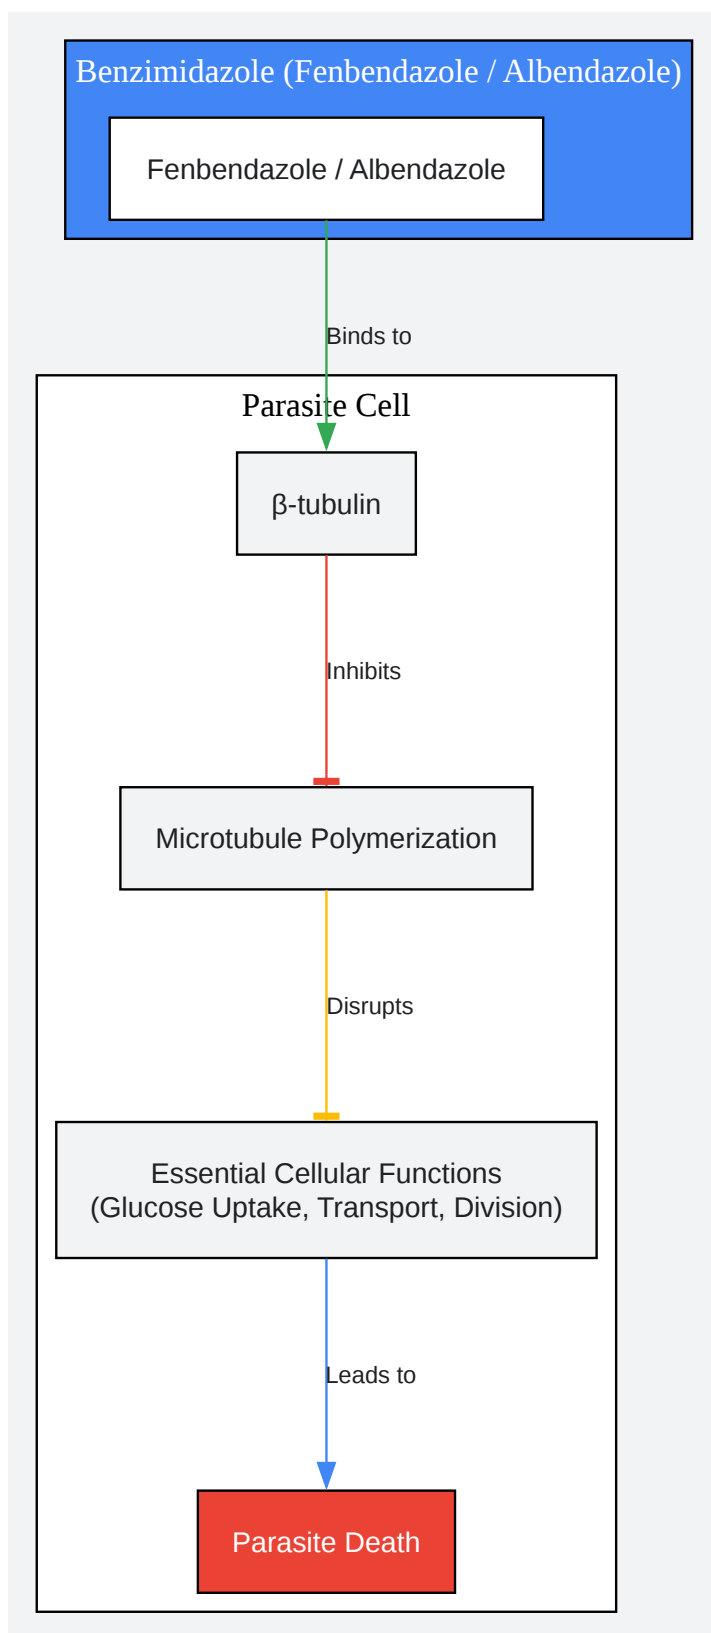 Benzimidazole (Fenbendazole / Albendazole)
Fenbendazole / Albendazole
Binds to
Parasite Cell
β-tubulin
Inhibits
Microtubule Polymerization
Disrupts
Essential Cellular Functions
(Glucose Uptake, Transport, Division)
Leads to
Parasite Death